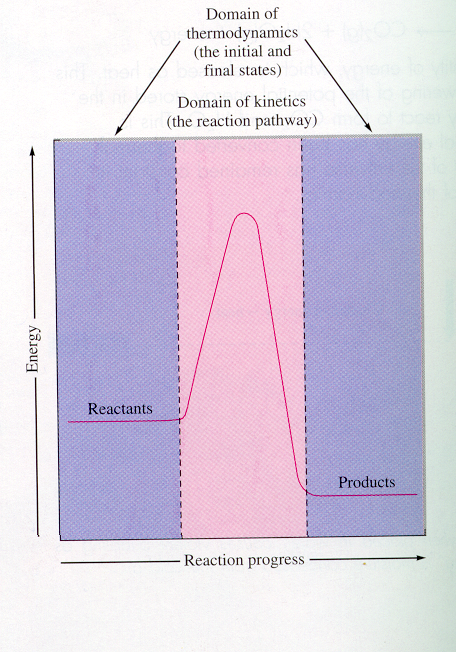 Domain of
thermodynamics
(the initial and
final states)
Domain of kinetics
(the reaction pathway)
Energy
Reactants
Products
Reaction progress